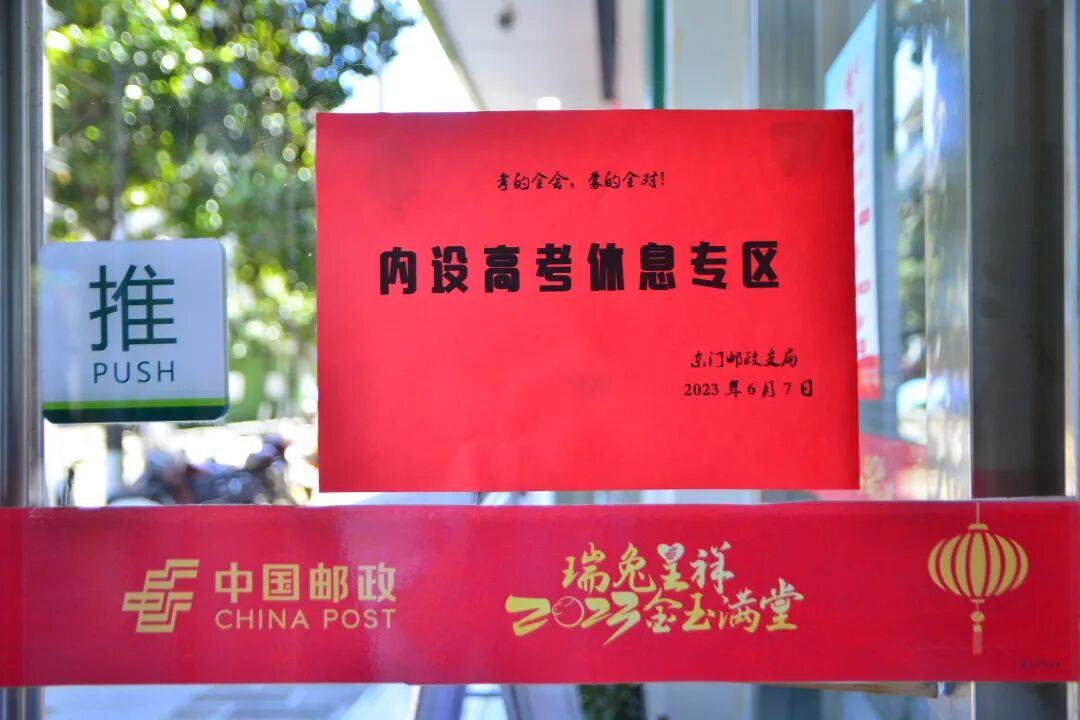 考的全会，蒙的全对！
内设高考休息专区
东门邮政支局
2023年6月7日
推
PUSH
中国邮政
CHINA POST
瑞兔呈祥
2023金玉满堂